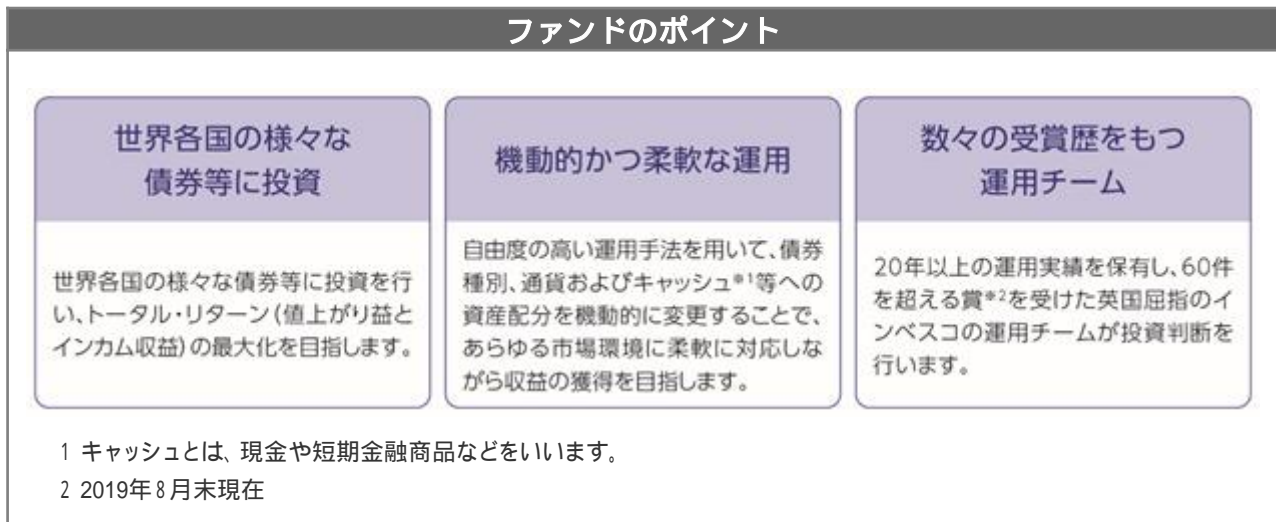 ファンドのポイント
世界各国の様々な
債券等に投資
世界各国の様々な債券等に投資を行
い、トータル・リターン(値上がり益と
インカム収益)の最大化を目指します。
機動的かつ柔軟な運用
自由度の高い運用手法を用いて、債券
種別、通貨およびキャッシュ※1等への
資産配分を機動的に変更することで、
あらゆる市場環境に柔軟に対応しな
がら収益の獲得を目指します。
数々の受賞歴をもつ
運用チーム
20年以上の運用実績を保有し、60件
を超える賞※2を受けた英国屈指のイ
ンベスコの運用チームが投資判断を
行います。
1 キャッシュとは、現金や短期金融商品などをいいます。
2 2019年8月末現在